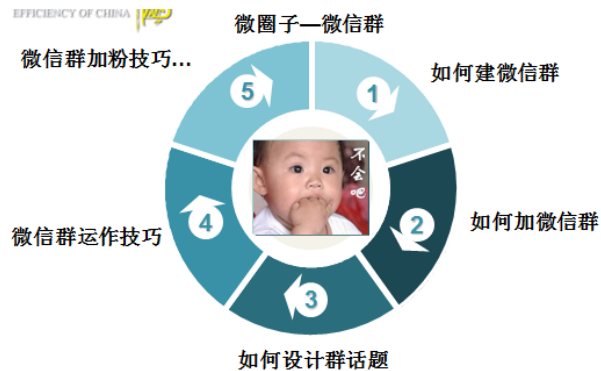 EFFICIENCY OF CHINA
微圈子—微信群
微信群加粉技巧...
如何建微信群
5
1
不会吧
如何加微信群
2
微信群运作技巧
4
3
如何设计群话题